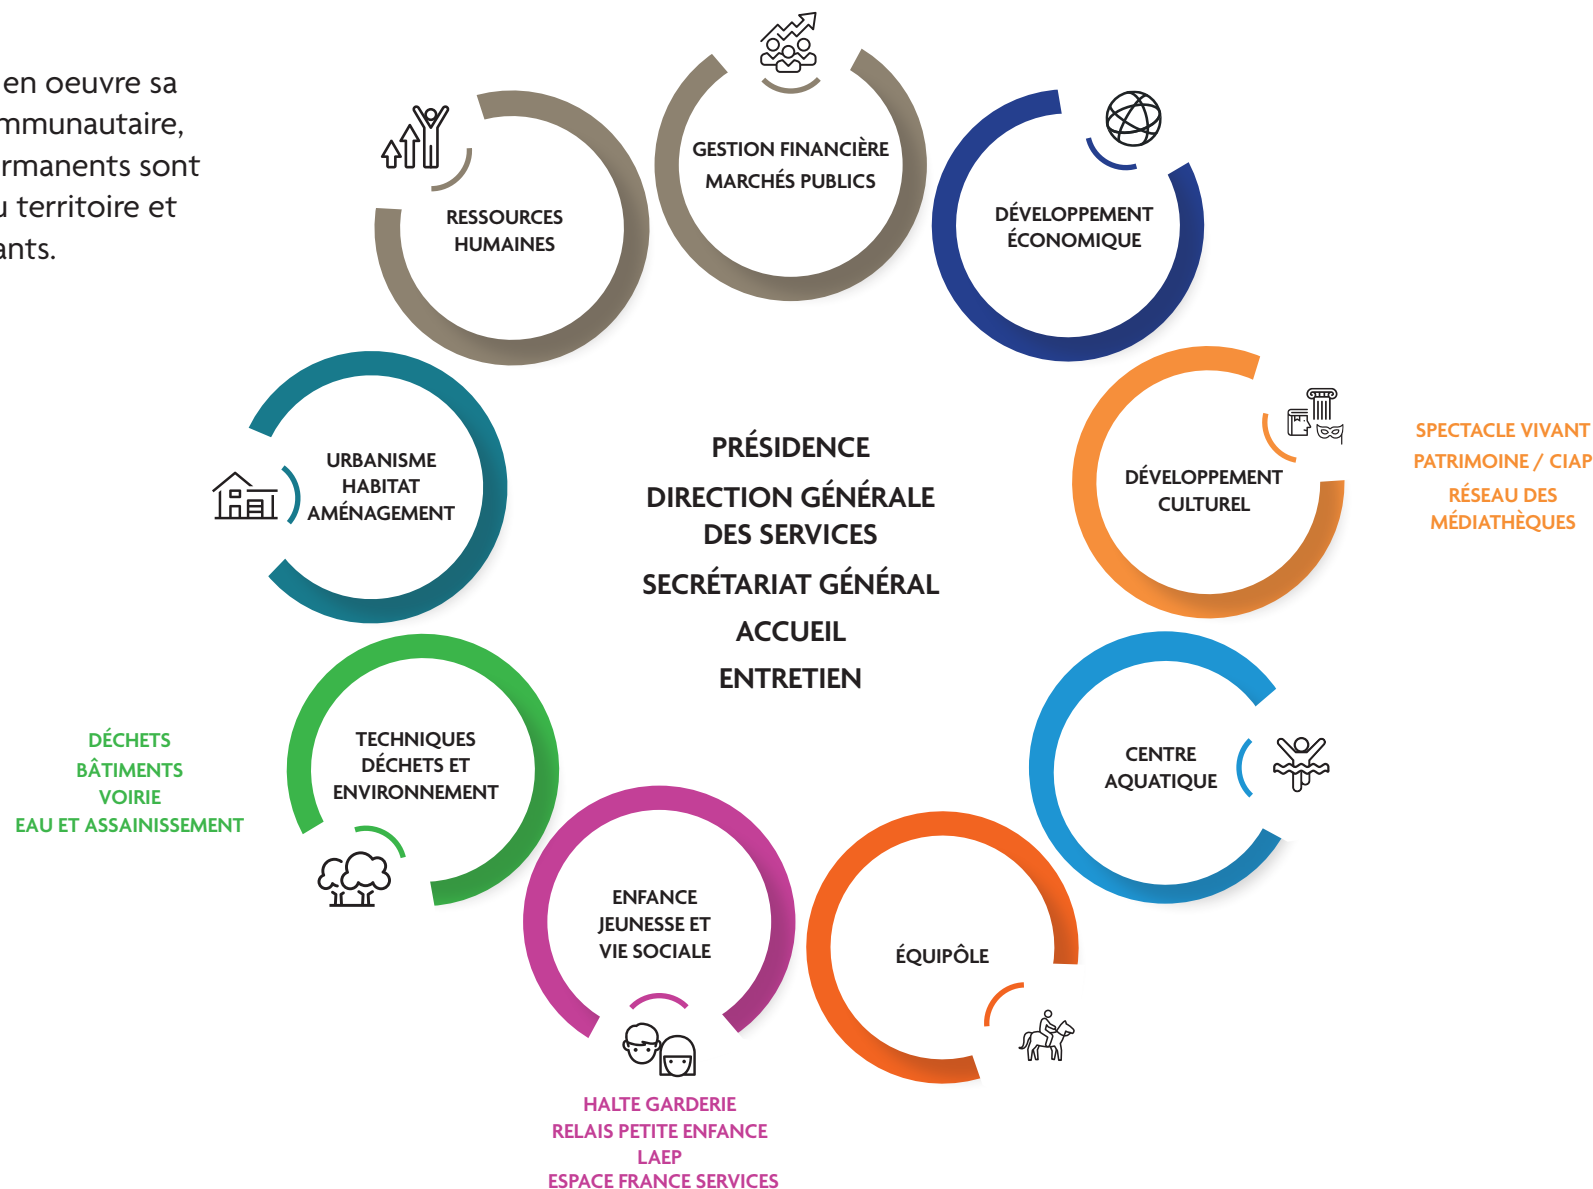 en oeuvre sa
mmunautaire,
rmanents sont
u territoire et
ants.
GESTION FINANCIÈRE
MARCHÉS PUBLICS
RESSOURCES
HUMAINES
DÉVELOPPEMENT
ÉCONOMIQUE
URBANISME
HABITAT
AMÉNAGEMENT
PRÉSIDENCE
DIRECTION GÉNÉRALE
DES SERVICES
SECRÉTARIAT GÉNÉRAL
ACCUEIL
ENTRETIEN
DÉVELOPPEMENT
CULTUREL
SPECTACLE VIVANT
PATRIMOINE / CIAP
RÉSEAU DES
MÉDIATHÈQUES
DÉCHETS
BÂTIMENTS
VOIRIE
EAU ET ASSAINISSEMENT
TECHNIQUES
DÉCHETS ET
ENVIRONNEMENT
CENTRE
AQUATIQUE
ENFANCE
JEUNESSE ET
VIE SOCIALE
ÉQUIPÔLE
HALTE GARDERIE
RELAIS PETITE ENFANCE
LAEP
ESPACE FRANCE SERVICES